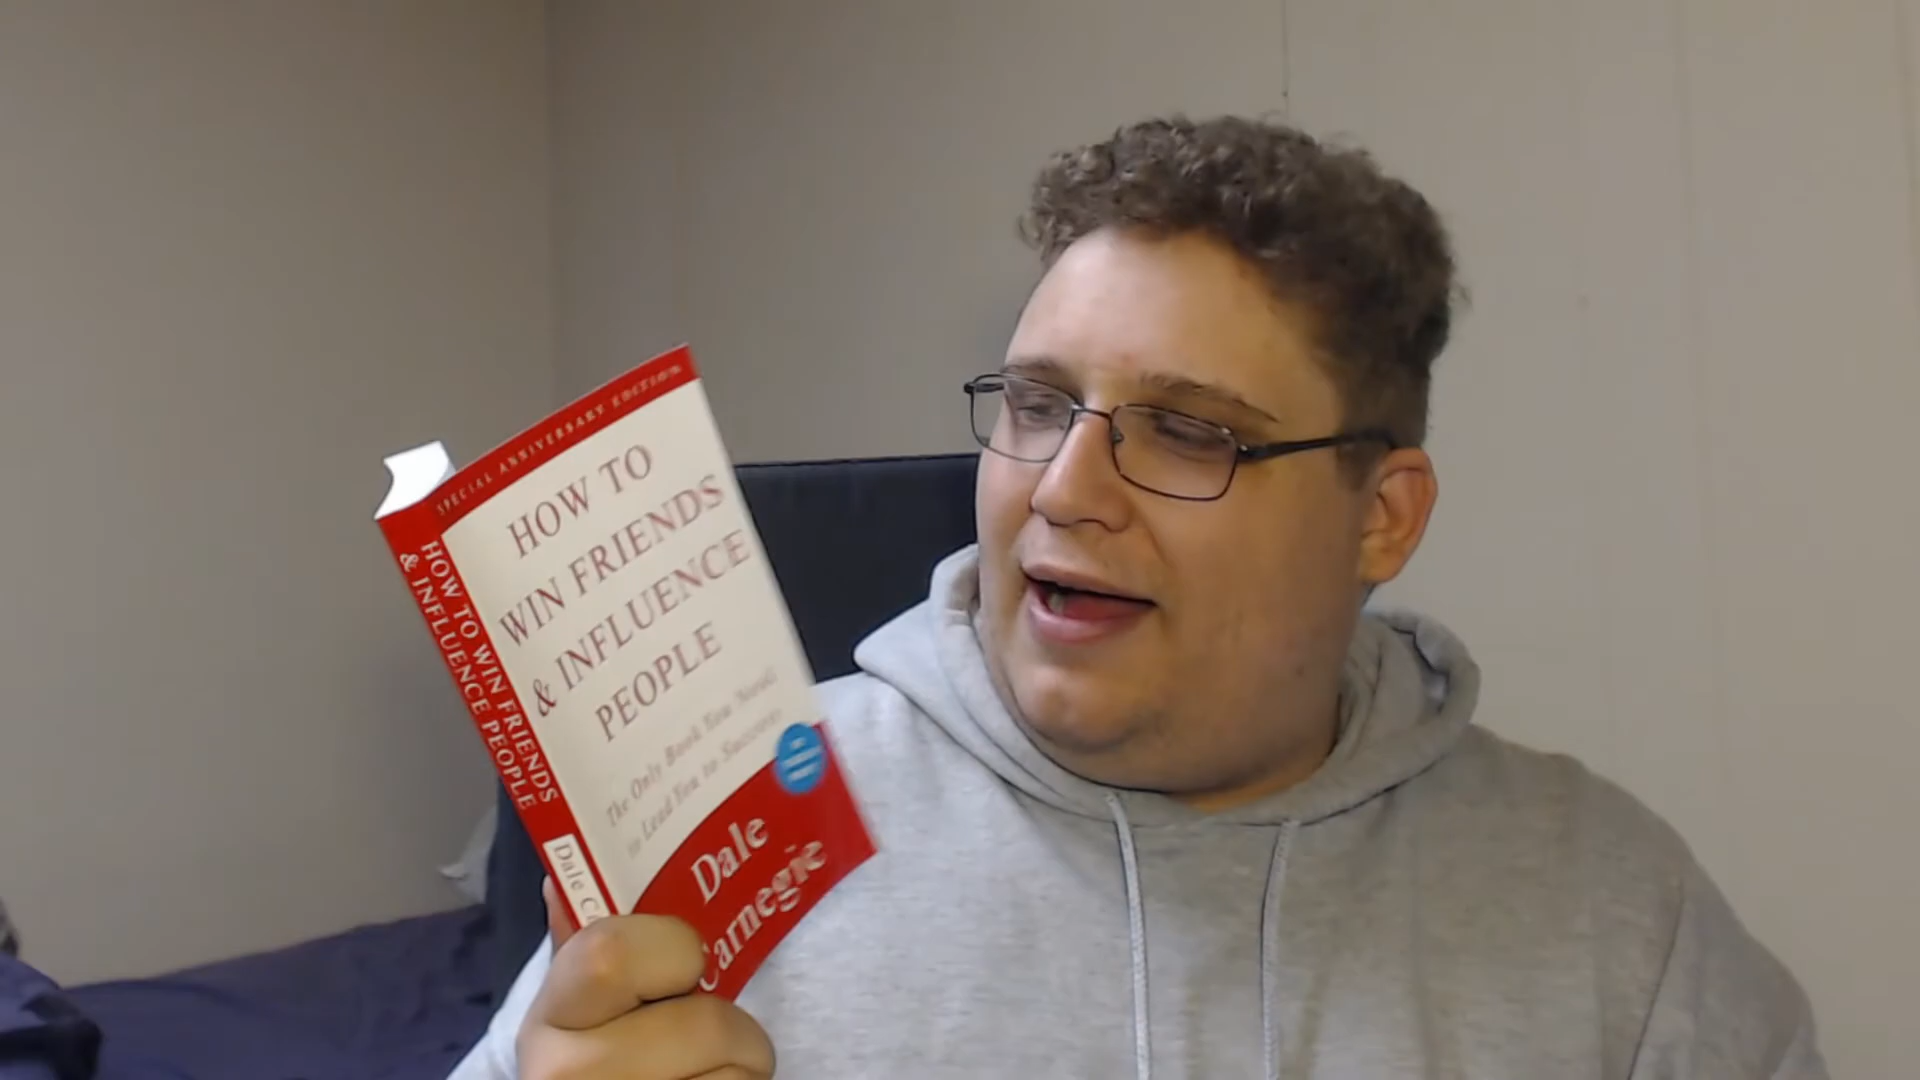 SPECIAL ANNIVERSARY EDITION
HOW TO
WIN FRIENDS
& INFLUENCE
PEOPLE
The Only Book You Need
to Lead You to Success
Dale
Carnegie
HOW TO WIN FRIENDS
& INFLUENCE PEOPLE
Dale